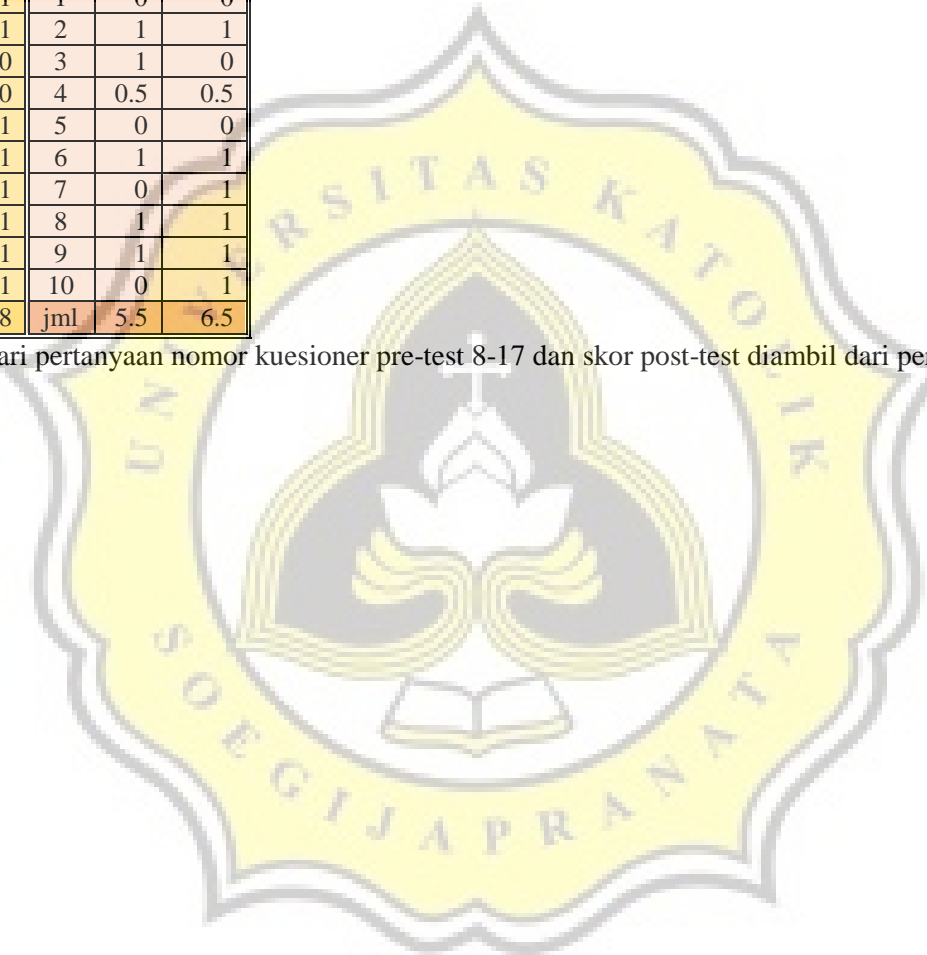 1 1 0 0
1 2 1 1
0 3 1 0
0 4 0.5 0.5
1 5 0 0
1 6 1 1
1 7 0 1
1 8 1 1
1 9 1 1
1 10 0 1
8 jml 5.5 6.5
ari pertanyaan nomor kuesioner pre-test 8-17 dan skor post-test diambil dari per
UNIVERSITAS KATOLIK
SOEGIJAPRANATA